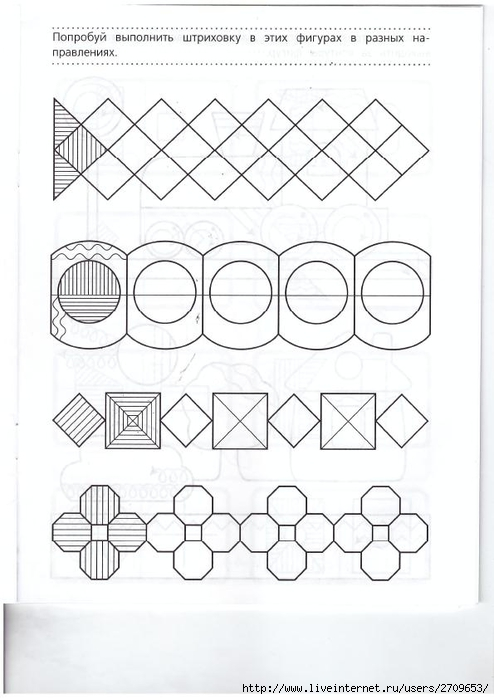 Попробуй выполнить штриховку в этих фигурах в разных на-
правлениях.
http://www.liveinternet.ru/users/2709653/